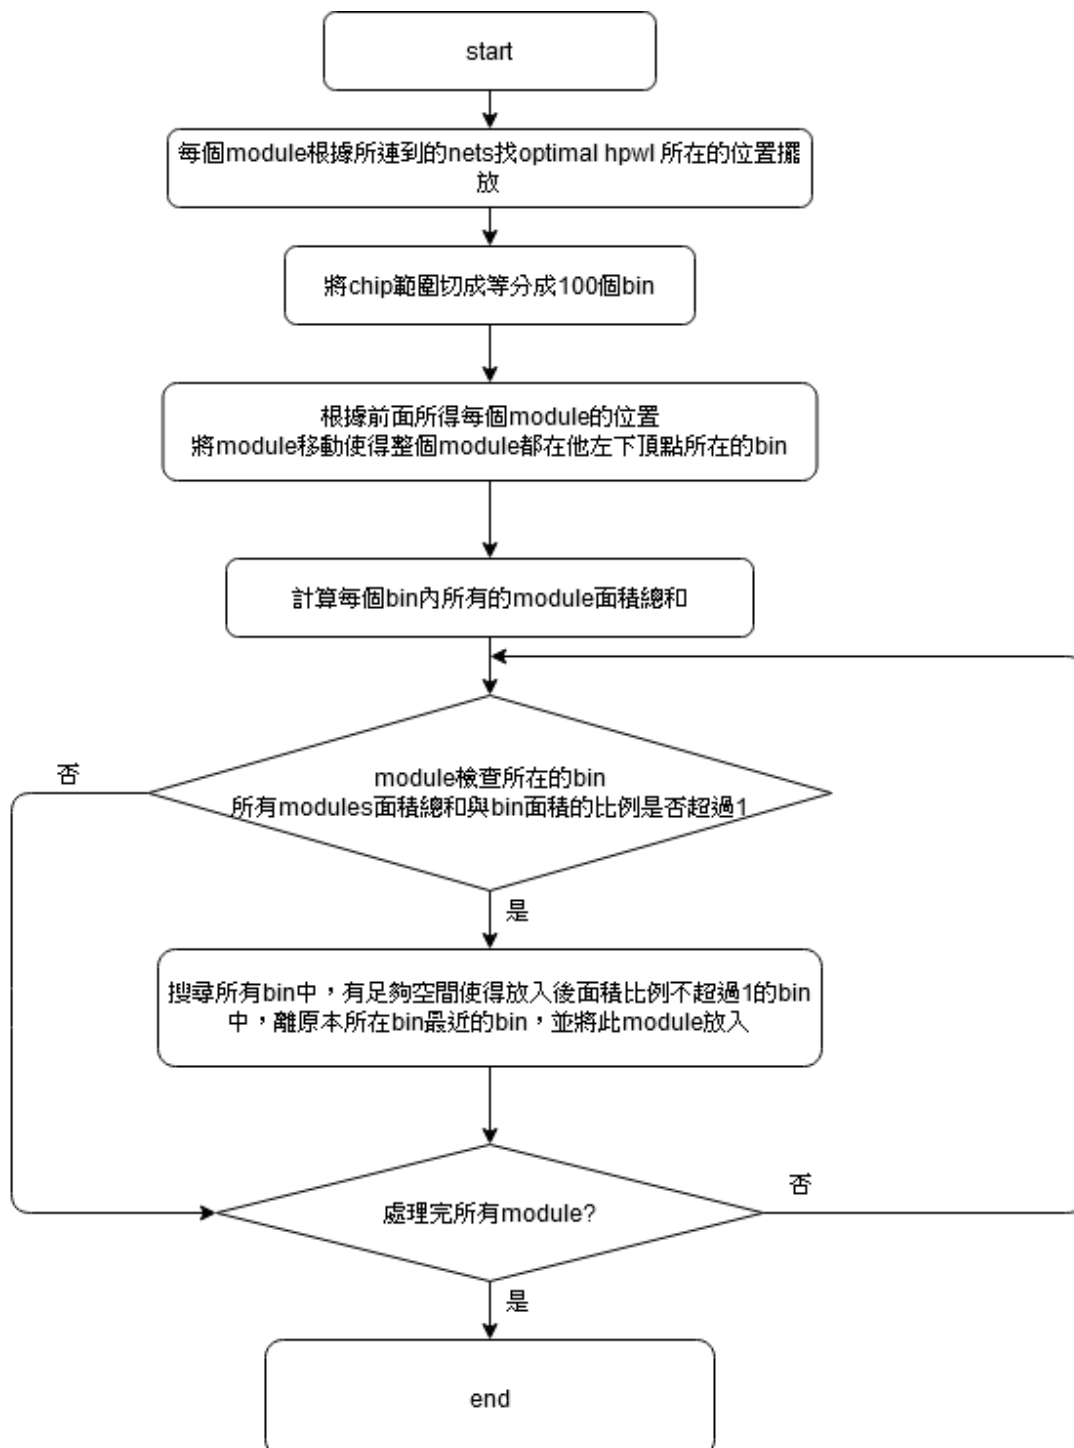 start
每個module根據所連到的nets找optimal hpwl 所在的位置擺
放
將chip範圍切成等分成100個bin
根據前面所得每個module的位置
將module移動使得整個module都在他左下頂點所在的bin
計算每個bin內所有的module面積總和
否
module檢查所在的bin
所有modules面積總和與bin面積的比例是否超過1
是
搜尋所有bin中，有足夠空間使得放入後面積比例不超過1的bin
中，離原本所在bin最近的bin，並將此module放入
否
處理完所有module?
是
end